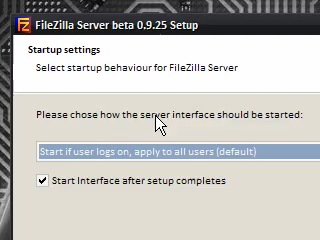 FileZilla Server beta 0.9.25 Setup
Startup settings
Select startup behaviour for FileZilla Server
Please chose how the server interface should be started:
Start if user logs on, apply to all users (default)
Start Interface after setup completes